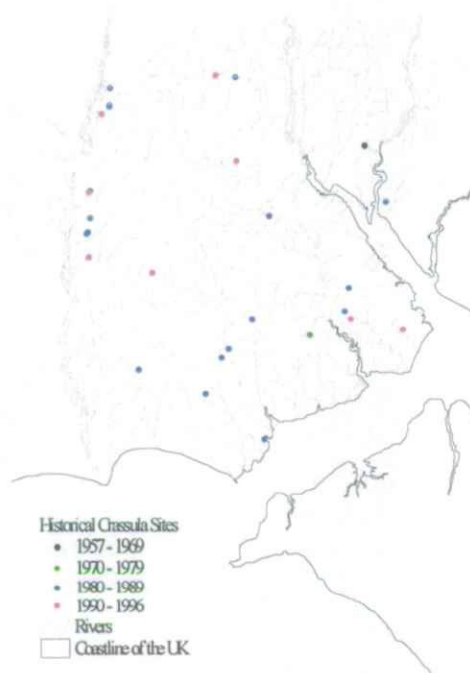 Historical Crassula Sites
1957 - 1969
1970 - 1979
1980 - 1989
1990 - 1996
Rivers
Coastline of the UK